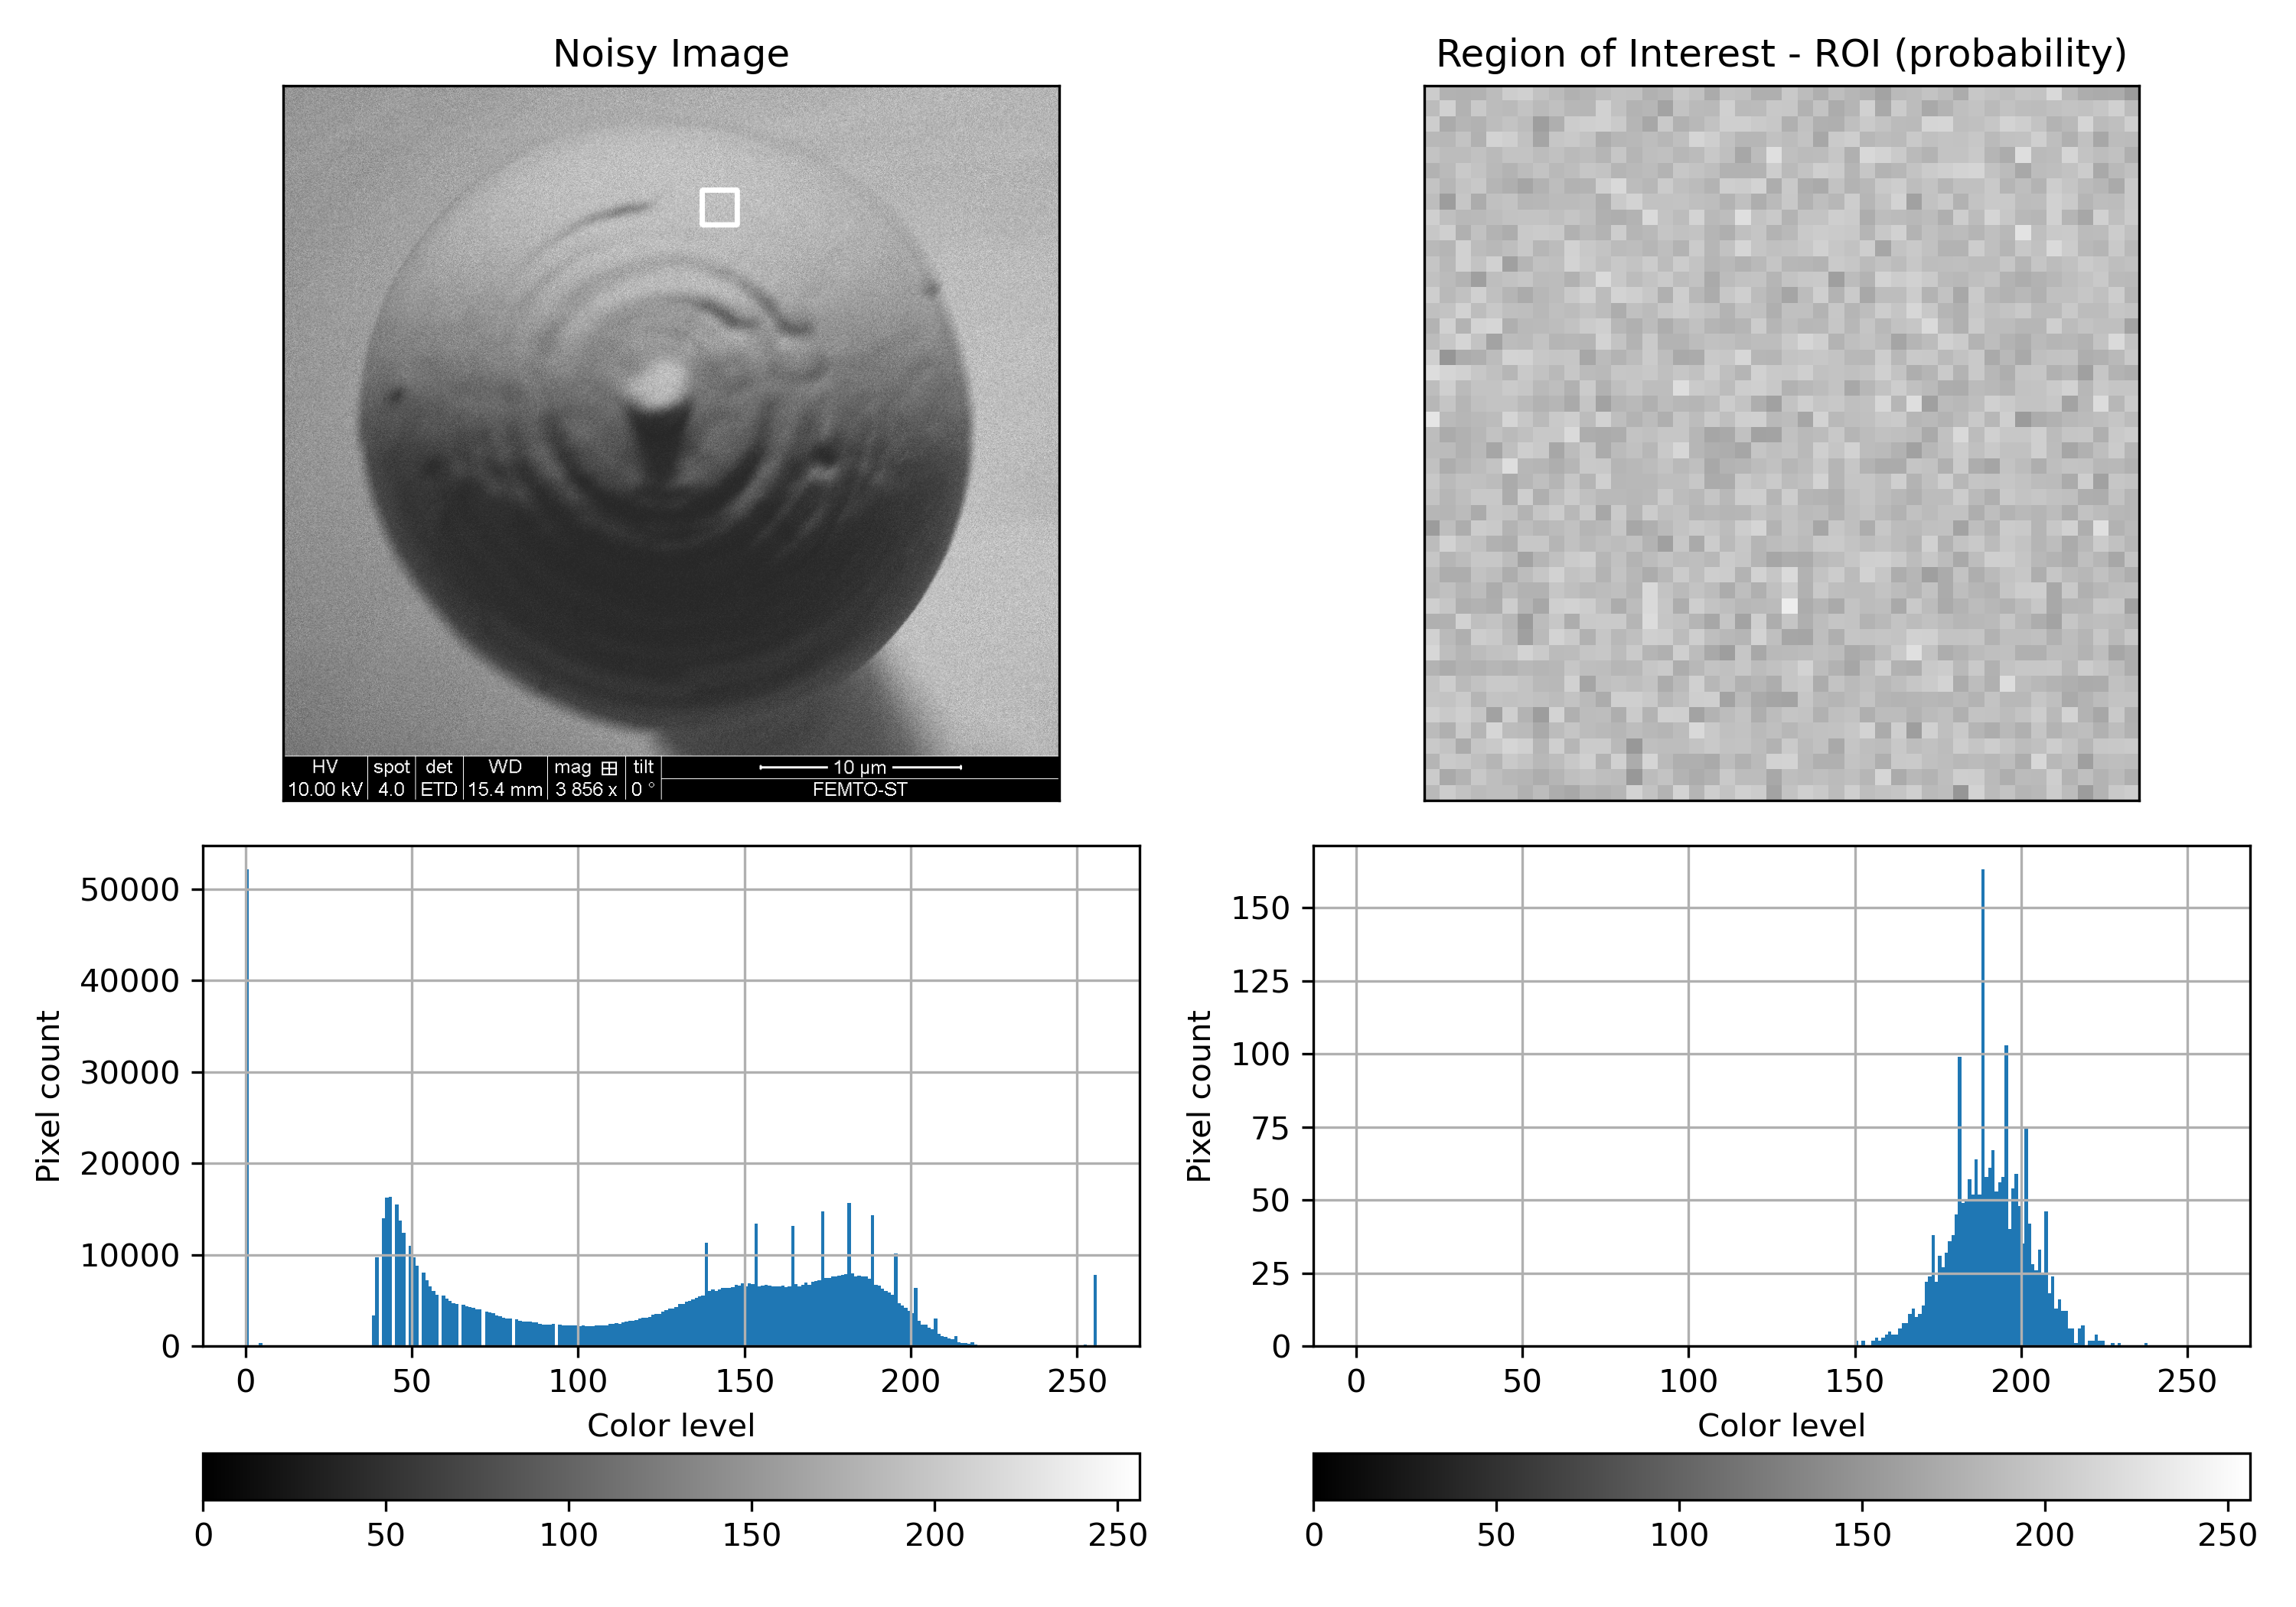 Noisy Image
Region of Interest - ROI (probability)
HV spot det WD mag ⊞ tilt 10 µm
10.00 kV 4.0 ETD 15.4 mm 3 856 x 0 ° FEMTO-ST
Pixel count
50000
40000
30000
20000
10000
0
0 50 100 150 200 250
Color level
0 50 100 150 200 250
Pixel count
150
125
100
75
50
25
0
0 50 100 150 200 250
Color level
0 50 100 150 200 250